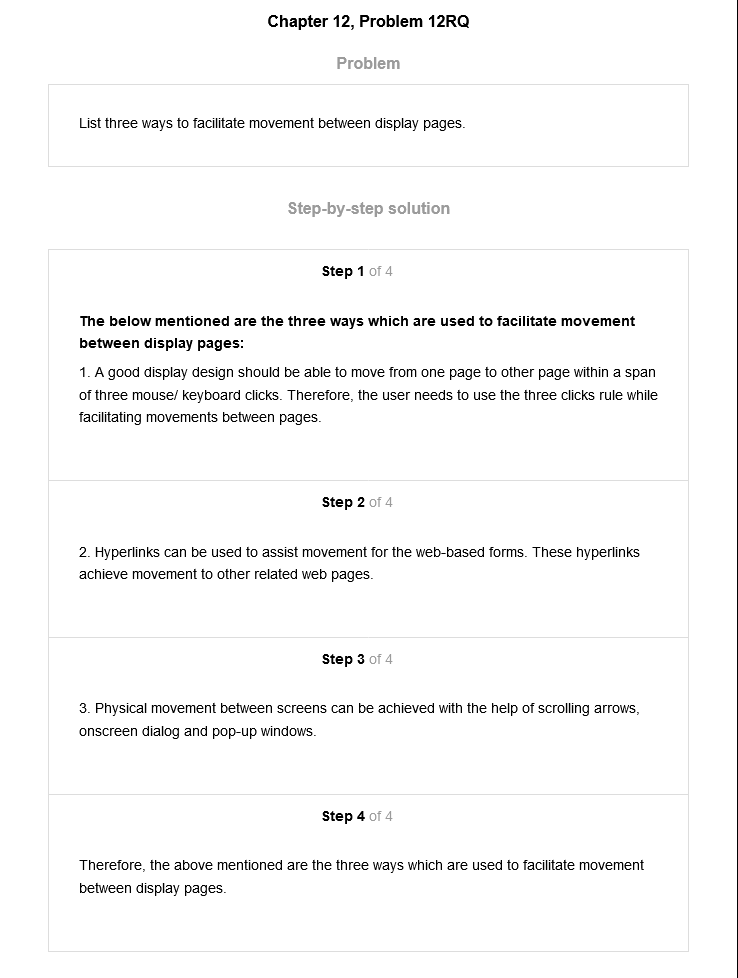 Chapter 12, Problem 12RQ
Problem
List three ways to facilitate movement between display pages.
Step-by-step solution
Step 1 of 4
The below mentioned are the three ways which are used to facilitate movement
between display pages:
1. A good display design should be able to move from one page to other page within a span
of three mouse/ keyboard clicks. Therefore, the user needs to use the three clicks rule while
facilitating movements between pages.
Step 2 of 4
2. Hyperlinks can be used to assist movement for the web-based forms. These hyperlinks
achieve movement to other related web pages.
Step 3 of 4
3. Physical movement between screens can be achieved with the help of scrolling arrows,
onscreen dialog and pop-up windows.
Step 4 of 4
Therefore, the above mentioned are the three ways which are used to facilitate movement
between display pages.